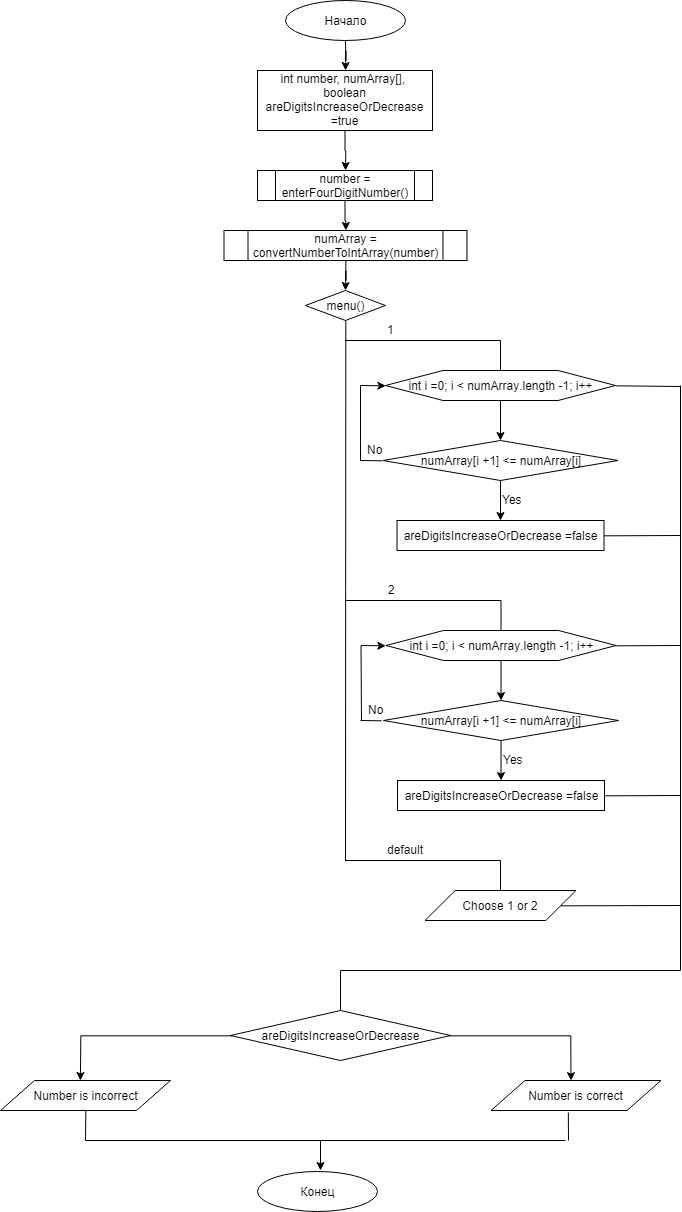 Начало
int number, numArray[],
boolean
areDigitsIncreaseOrDecrease
=true
number =
enterFourDigitNumber()
numArray =
convertNumberToIntArray(number)
menu()
1
int i =0; i < numArray.length -1; i++
No
numArray[i +1] <= numArray[i]
Yes
areDigitsIncreaseOrDecrease =false
2
int i =0; i < numArray.length -1; i++
No
numArray[i +1] <= numArray[i]
Yes
areDigitsIncreaseOrDecrease =false
default
Choose 1 or 2
areDigitsIncreaseOrDecrease
Number is incorrect
Number is correct
Конец